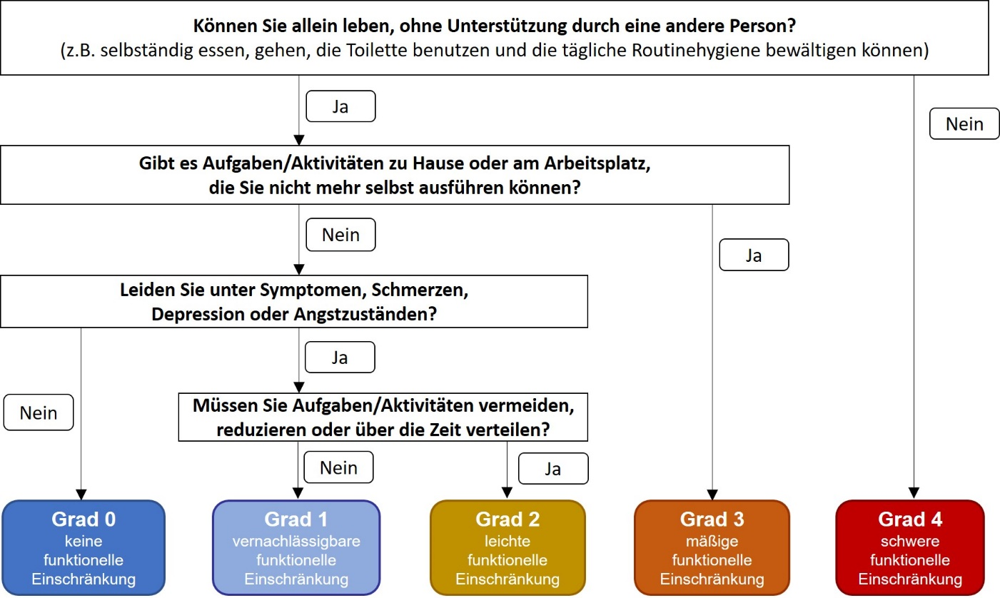 Können Sie allein leben, ohne Unterstützung durch eine andere Person?
(z.B. selbständig essen, gehen, die Toilette benutzen und die tägliche Routinehygiene bewältigen können)
Ja
Nein
Gibt es Aufgaben/Aktivitäten zu Hause oder am Arbeitsplatz,
die Sie nicht mehr selbst ausführen können?
Nein
Ja
Leiden Sie unter Symptomen, Schmerzen,
Depression oder Angstzuständen?
Ja
Nein
Müssen Sie Aufgaben/Aktivitäten vermeiden,
reduzieren oder über die Zeit verteilen?
Nein
Ja
Grad 0
keine
funktionelle
Einschränkung
Grad 1
vernachlässigbare
funktionelle
Einschränkung
Grad 2
leichte
funktionelle
Einschränkung
Grad 3
mäßige
funktionelle
Einschränkung
Grad 4
schwere
funktionelle
Einschränkung